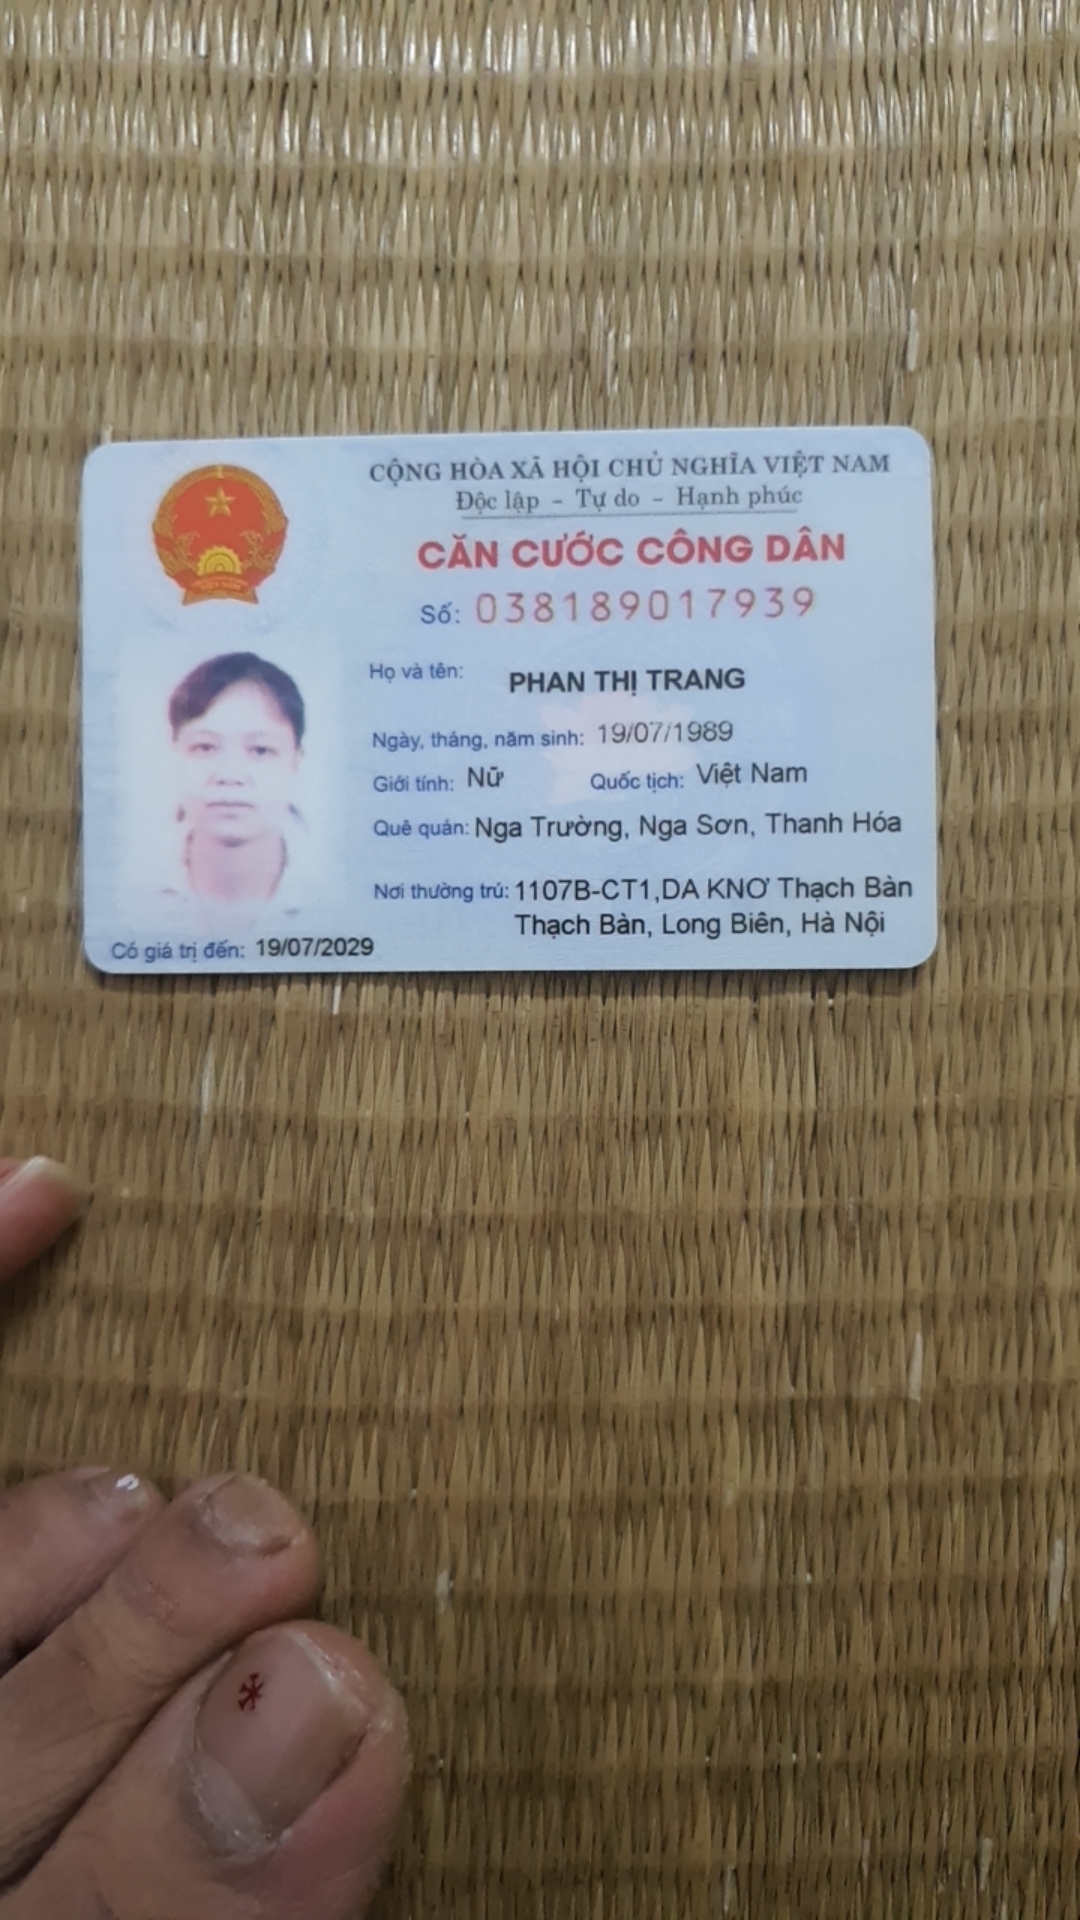 CỘNG HÒA XÃ HỘI CHỦ NGHĨA VIỆT NAM
Độc lập - Tự do - Hạnh phúc
CĂN CƯỚC CÔNG DÂN
Số: 038189017939
Họ và tên: PHAN THỊ TRANG
Ngày, tháng, năm sinh: 19/07/1989
Giới tính: Nữ Quốc tịch: Việt Nam
Quê quán: Nga Trường, Nga Sơn, Thanh Hóa
Nơi thường trú: 1107B-CT1,DA KNƠ Thạch Bàn
Thạch Bàn, Long Biên, Hà Nội
Có giá trị đến: 19/07/2029